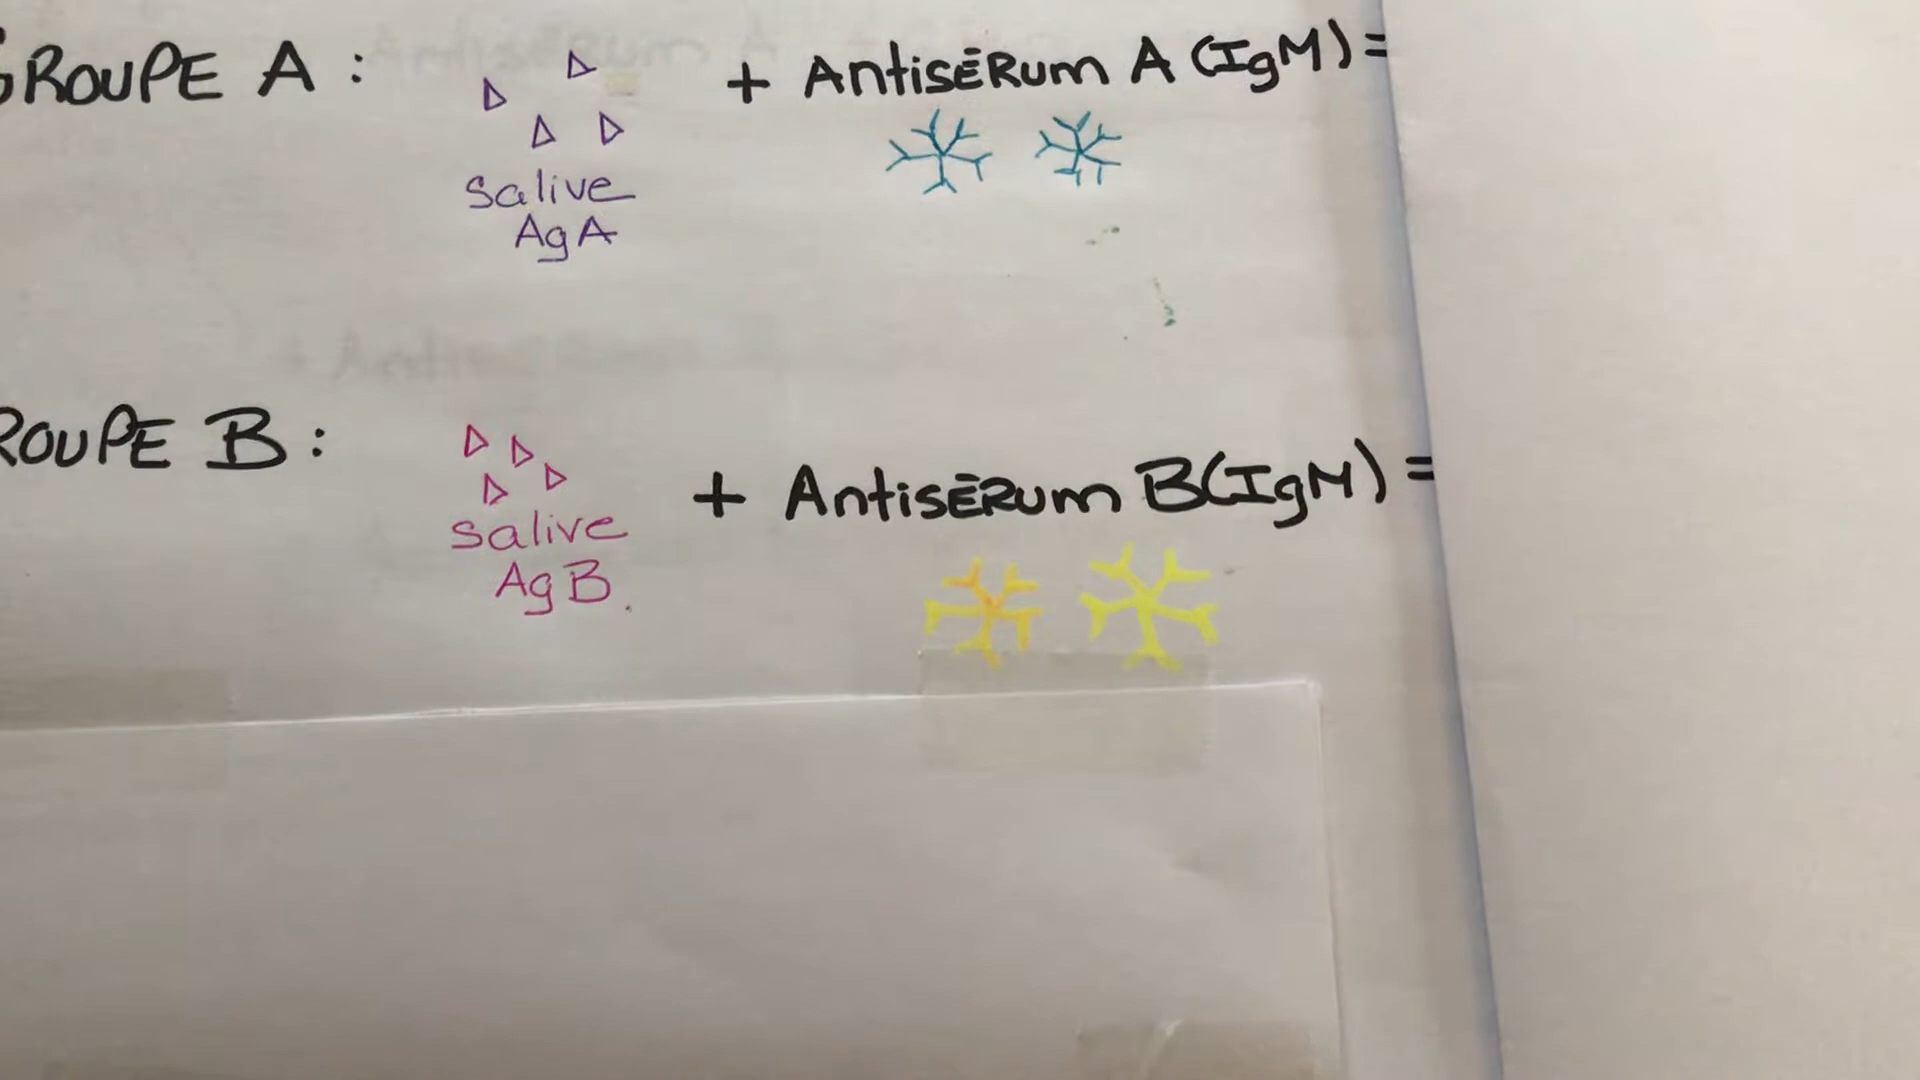 GROUPE A : + Antisérum A (IgM) =
salive
Ag A
ROUPE B : + Antisérum B (IgM) =
salive
Ag B